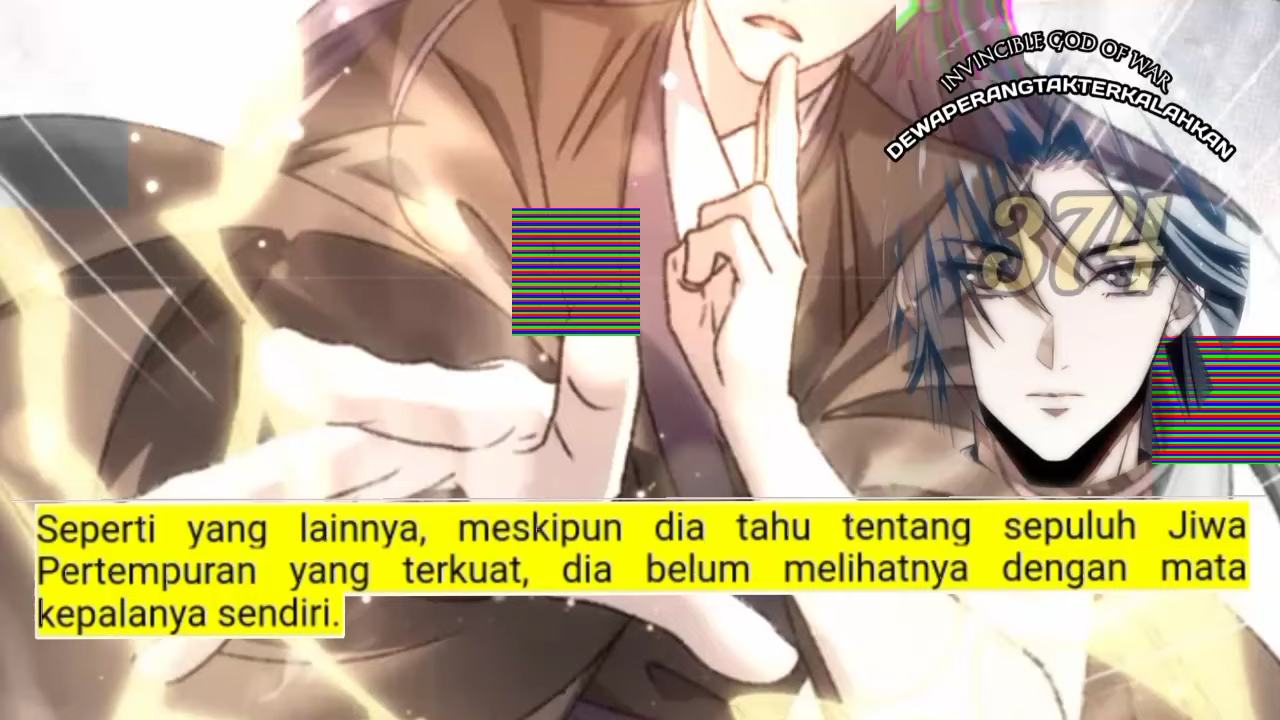 INVINCIBLE GOD OF WAR
DEWAPERANGTAKTERKALAHKAN
374
Seperti yang lainnya, meskipun dia tahu tentang sepuluh Jiwa
Pertempuran yang terkuat, dia belum melihatnya dengan mata
kepalanya sendiri.